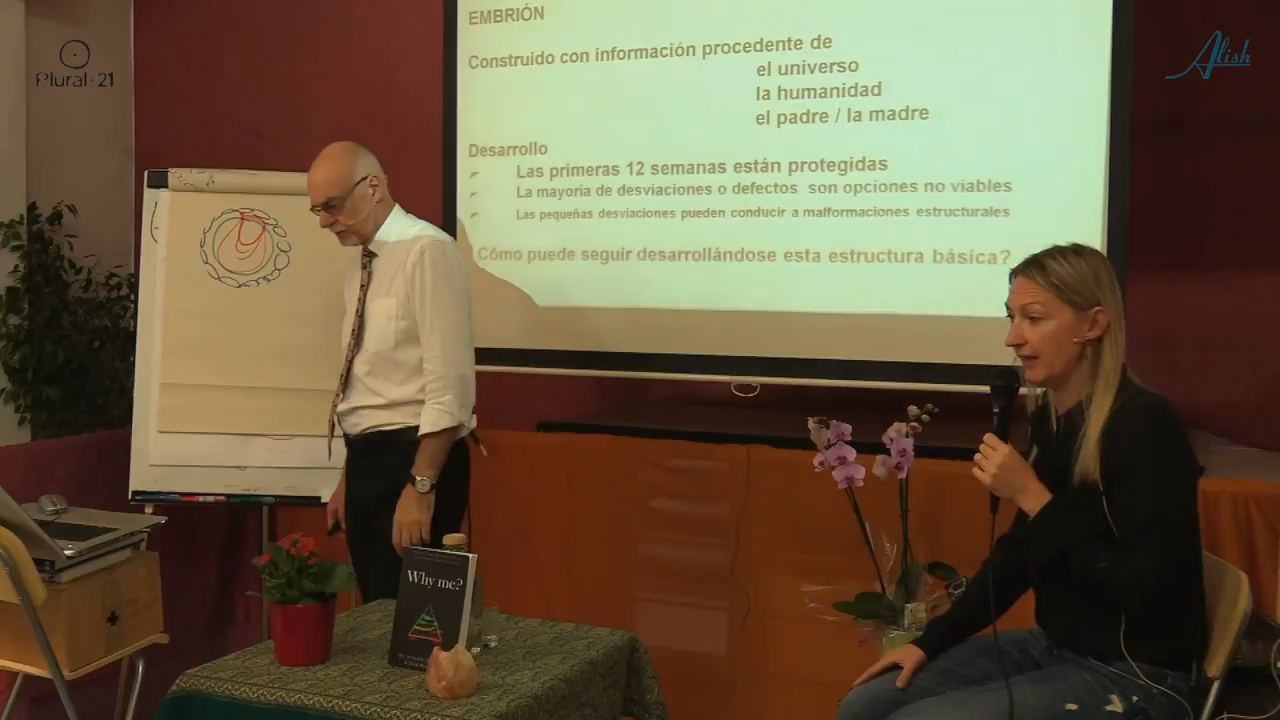 Plural·21
Alish
EMBRIÓN
Construido con información procedente de
el universo
la humanidad
el padre / la madre
Desarrollo
Las primeras 12 semanas están protegidas
La mayoría de desviaciones o defectos son opciones no viables
Las pequeñas desviaciones pueden conducir a malformaciones estructurales
Cómo puede seguir desarrollándose esta estructura básica?
Why me?